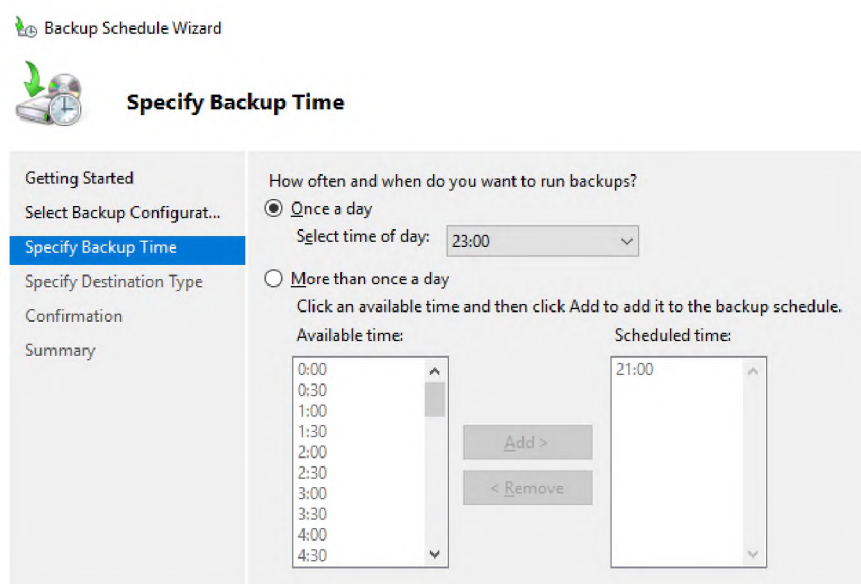 Backup Schedule Wizard
Specify Backup Time
Getting Started
Select Backup Configurat...
Specify Backup Time
Specify Destination Type
Confirmation
Summary
How often and when do you want to run backups?
Once a day
Select time of day: 23:00
More than once a day
Click an available time and then click Add to add it to the backup schedule.
Available time:
0:00
0:30
1:00
1:30
2:00
2:30
3:00
3:30
4:00
4:30
Add >
< Remove
Scheduled time:
21:00